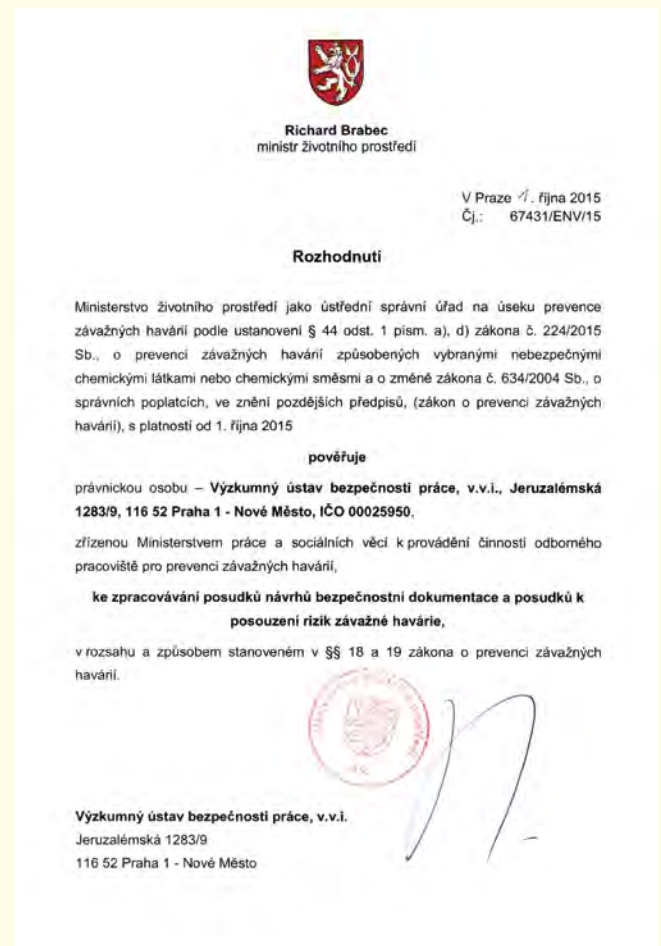 Richard Brabec
ministr životního prostředí
V Praze 1. října 2015
Čj.: 67431/ENV/15
Rozhodnutí
Ministerstvo životního prostředí jako ústřední správní úřad na úseku prevence
závažných havárií podle ustanovení § 44 odst. 1 písm. a), d) zákona č. 224/2015
Sb., o prevenci závažných havárií způsobených vybranými nebezpečnými
chemickými látkami nebo chemickými směsmi a o změně zákona č. 634/2004 Sb., o
správních poplatcích, ve znění pozdějších předpisů, (zákon o prevenci závažných
havárií), s platností od 1. října 2015
pověřuje
právnickou osobu – Výzkumný ústav bezpečnosti práce, v.v.i., Jeruzalémská
1283/9, 116 52 Praha 1 - Nové Město, IČO 00025950,
zřízenou Ministerstvem práce a sociálních věcí k provádění činnosti odborného
pracoviště pro prevenci závažných havárií,
ke zpracovávání posudků návrhů bezpečnostní dokumentace a posudků k
posouzení rizik závažné havárie,
v rozsahu a způsobem stanoveném v §§ 18 a 19 zákona o prevenci závažných
havárií.
Výzkumný ústav bezpečnosti práce, v.v.i.
Jeruzalémská 1283/9
116 52 Praha 1 - Nové Město